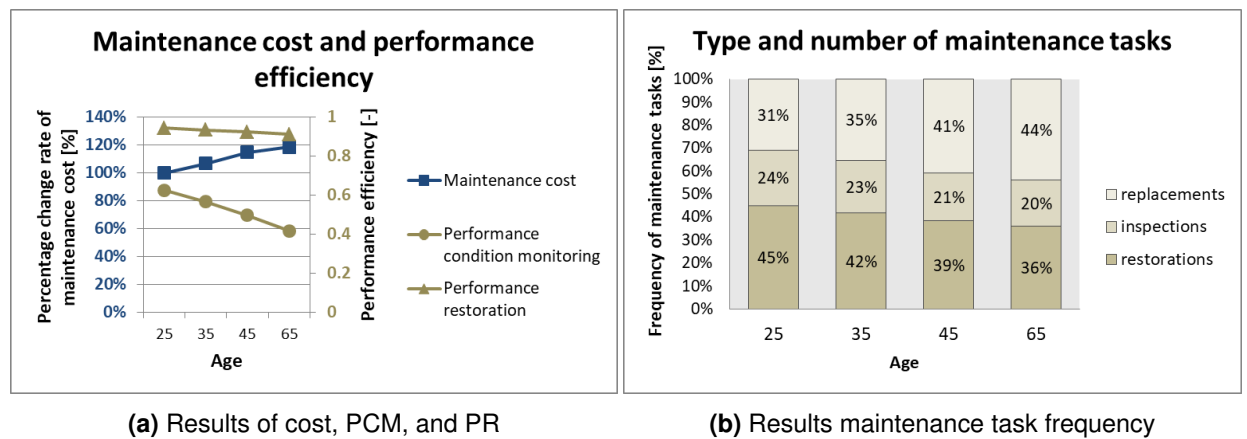 Maintenance cost and performance
efficiency
Percentage change rate of
maintenance cost [%]
140%
120%
100%
80%
60%
40%
20%
0%
1
0.8
0.6
0.4
0.2
0
Performance efficiency [-]
25 35 45 65
Age
Maintenance cost
Performance
condition monitoring
Performance
restoration
(a) Results of cost, PCM, and PR
Type and number of maintenance tasks
Frequency of maintenance tasks [%]
100%
90%
80%
70%
60%
50%
40%
30%
20%
10%
0%
31% 35% 41% 44%
24% 23% 21% 20%
45% 42% 39% 36%
25 35 45 65
Age
replacements
inspections
restorations
(b) Results maintenance task frequency